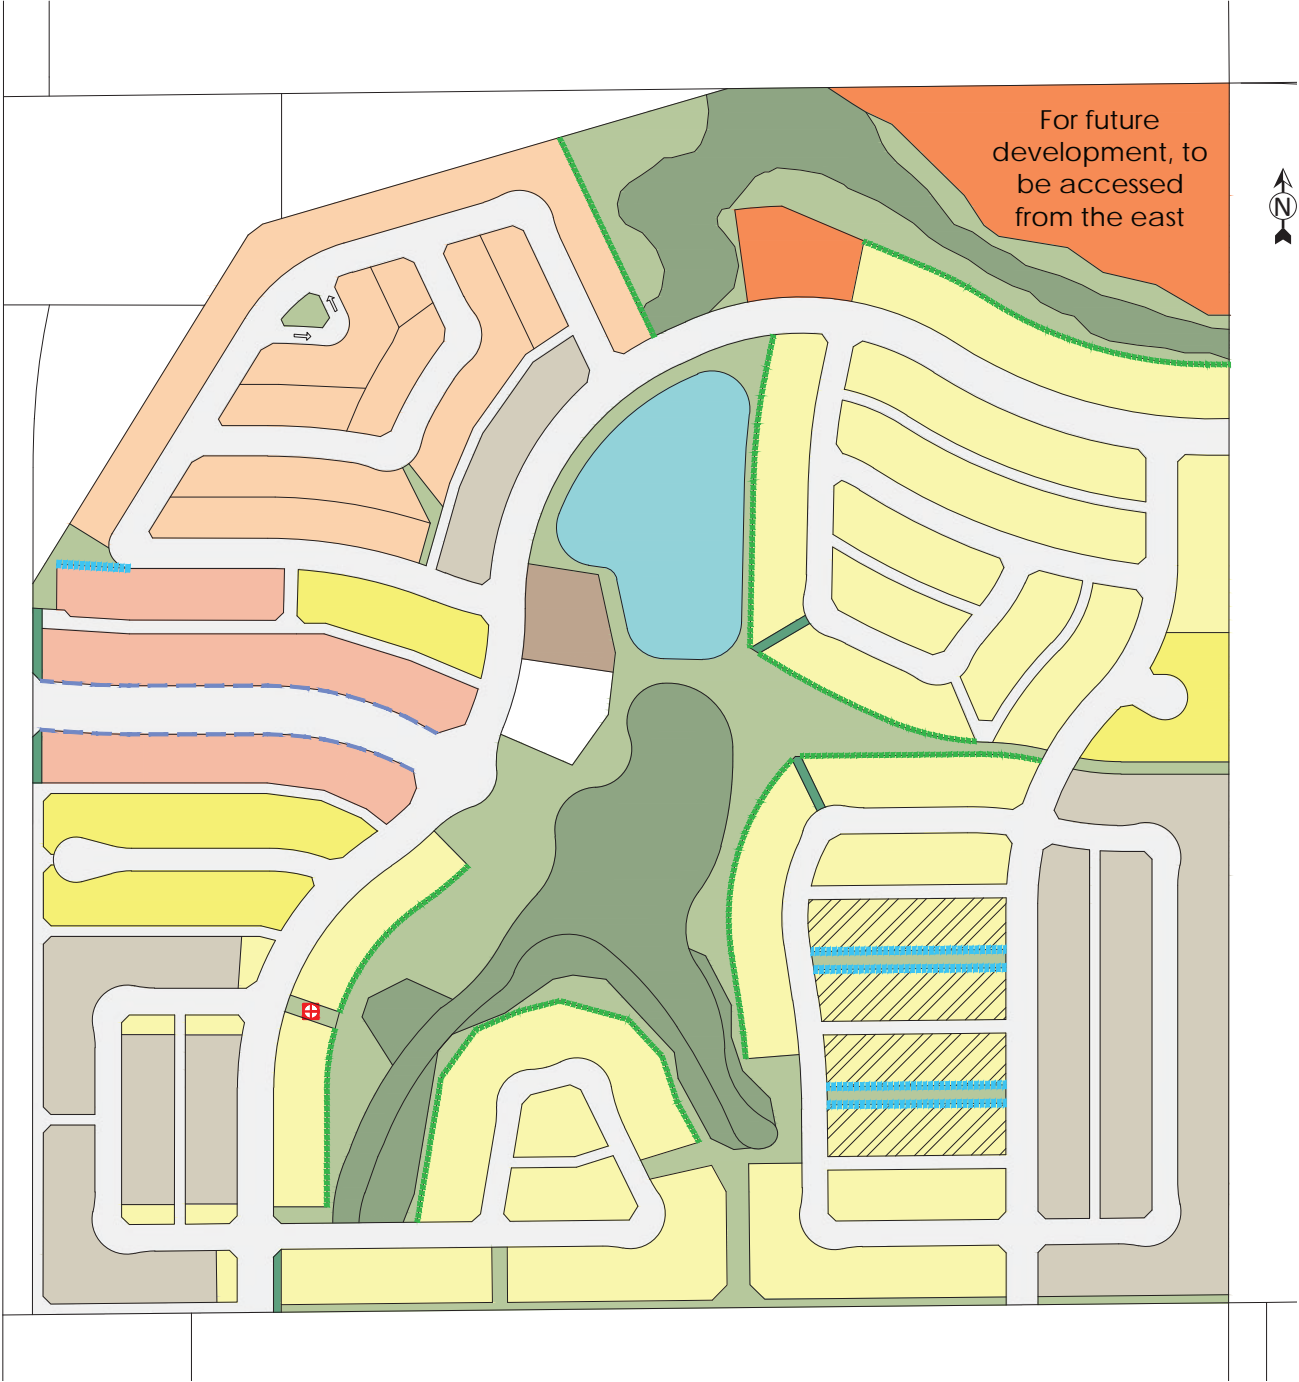 For future
development, to
be accessed
from the east
N